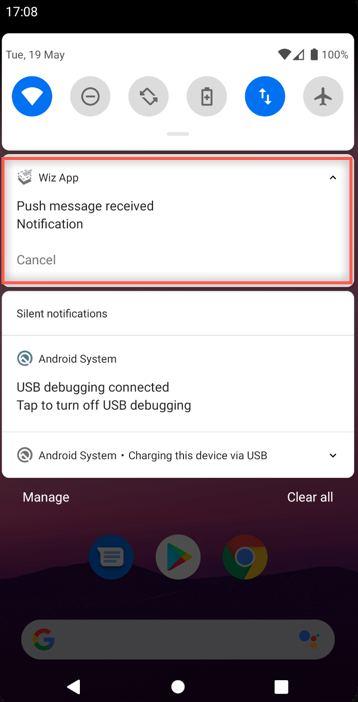 17:08
Tue, 19 May 100%
Wiz App
Push message received
Notification
Cancel
Silent notifications
Android System
USB debugging connected
Tap to turn off USB debugging
Android System • Charging this device via USB
Manage Clear all